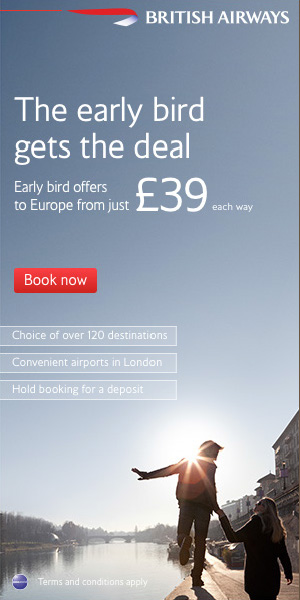 BRITISH AIRWAYS
The early bird
gets the deal
Early bird offers
to Europe from just £39 each way
Book now
Choice of over 120 destinations
Convenient airports in London
Hold booking for a deposit
Terms and conditions apply